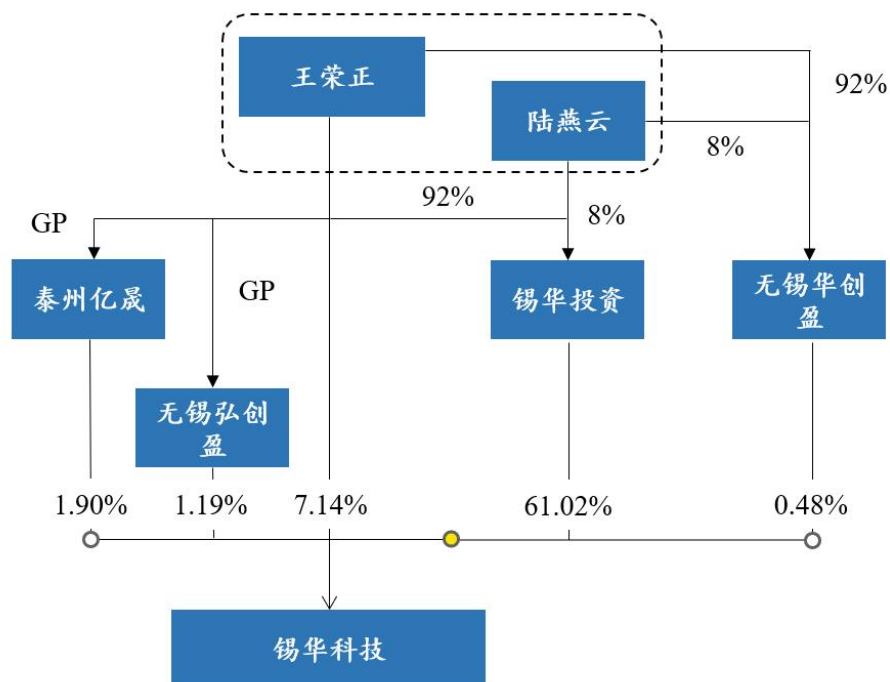 王荣正
92%
陆燕云
8%
92%
8%
GP
GP
泰州亿晟
锡华投资
无锡华创
盈
无锡弘创
盈
1.90%
1.19%
7.14%
61.02%
0.48%
锡华科技